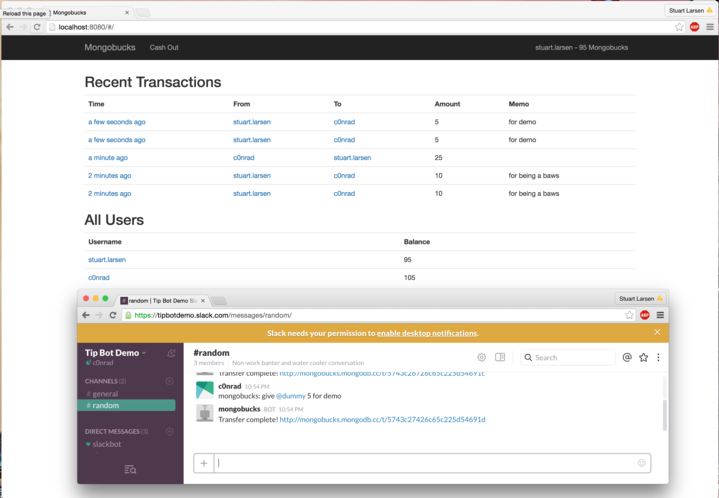 Reload this page
Mongobucks
Stuart Larsen
localhost:8080/#/
ABP
Mongobucks Cash Out stuart.larsen - 95 Mongobucks
Recent Transactions
Time From To Amount Memo
a few seconds ago stuart.larsen c0nrad 5 for demo
a few seconds ago stuart.larsen c0nrad 5 for demo
a minute ago c0nrad stuart.larsen 25
2 minutes ago stuart.larsen c0nrad 10 for being a baws
2 minutes ago stuart.larsen c0nrad 10 for being a baws
All Users
Username Balance
stuart.larsen 95
c0nrad 105
#random | Tip Bot Demo Sl
Stuart Larsen
https://tipbotdemo.slack.com/messages/random/
ABP
Slack needs your permission to enable desktop notifications.
Tip Bot Demo
c0nrad
#random
3 members Non-work banter and water cooler conversation
Search
CHANNELS (2)
# general
# random
DIRECT MESSAGES (3)
slackbot
Transfer complete! http://mongobucks.mongodb.cc/t/5743c26726c65c225d54691c
c0nrad 10:54 PM
mongobucks: give @dummy 5 for demo
mongobucks BOT 10:54 PM
Transfer complete! http://mongobucks.mongodb.cc/t/5743c27426c65c225d54691d